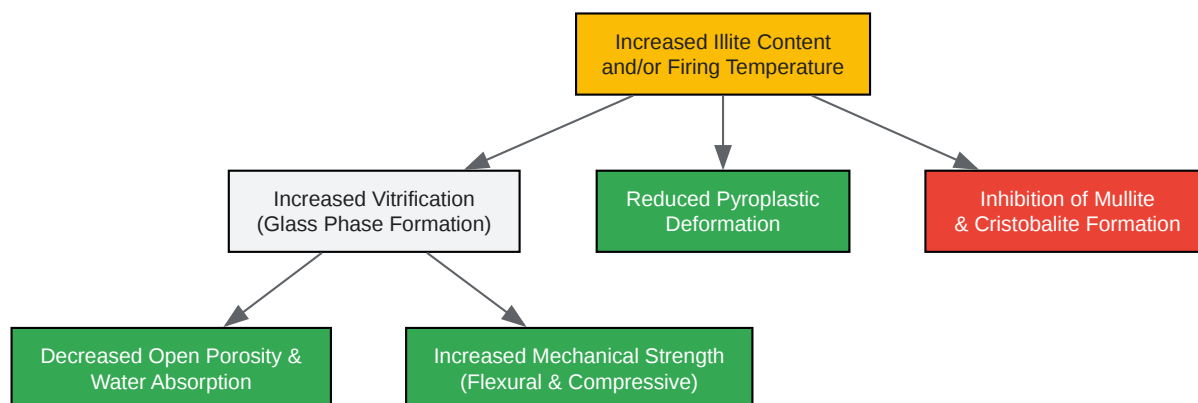 Increased Illite Content
and/or Firing Temperature
Increased Vitrification
(Glass Phase Formation)
Reduced Pyroplastic
Deformation
Inhibition of Mullite
& Cristobalite Formation
Decreased Open Porosity &
Water Absorption
Increased Mechanical Strength
(Flexural & Compressive)